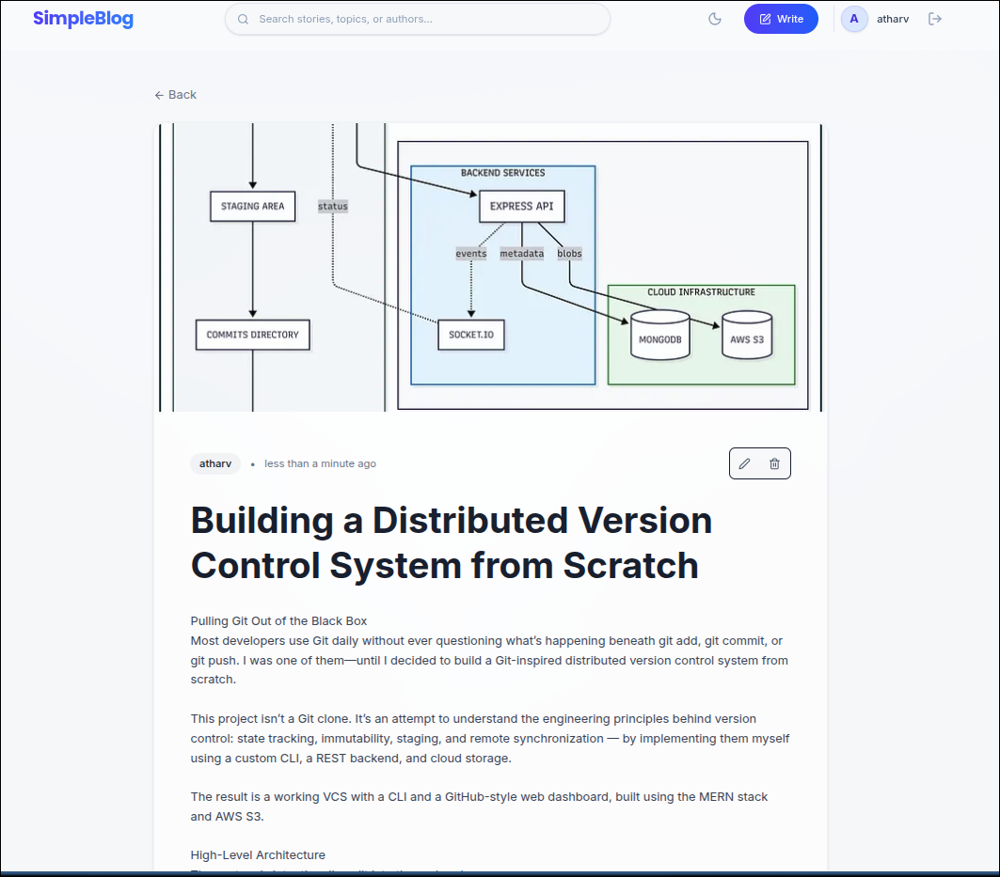 SimpleBlog
Search stories, topics, or authors...
Write
A
atharv
Back
BACKEND SERVICES
STAGING AREA
status
EXPRESS API
events
metadata
blobs
CLOUD INFRASTRUCTURE
COMMITS DIRECTORY
SOCKET.IO
MONGODB
AWS S3
atharv • less than a minute ago
Building a Distributed Version
Control System from Scratch
Pulling Git Out of the Black Box
Most developers use Git daily without ever questioning what’s happening beneath git add, git commit, or
git push. I was one of them—until I decided to build a Git-inspired distributed version control system from
scratch.
This project isn’t a Git clone. It’s an attempt to understand the engineering principles behind version
control: state tracking, immutability, staging, and remote synchronization — by implementing them myself
using a custom CLI, a REST backend, and cloud storage.
The result is a working VCS with a CLI and a GitHub-style web dashboard, built using the MERN stack
and AWS S3.
High-Level Architecture